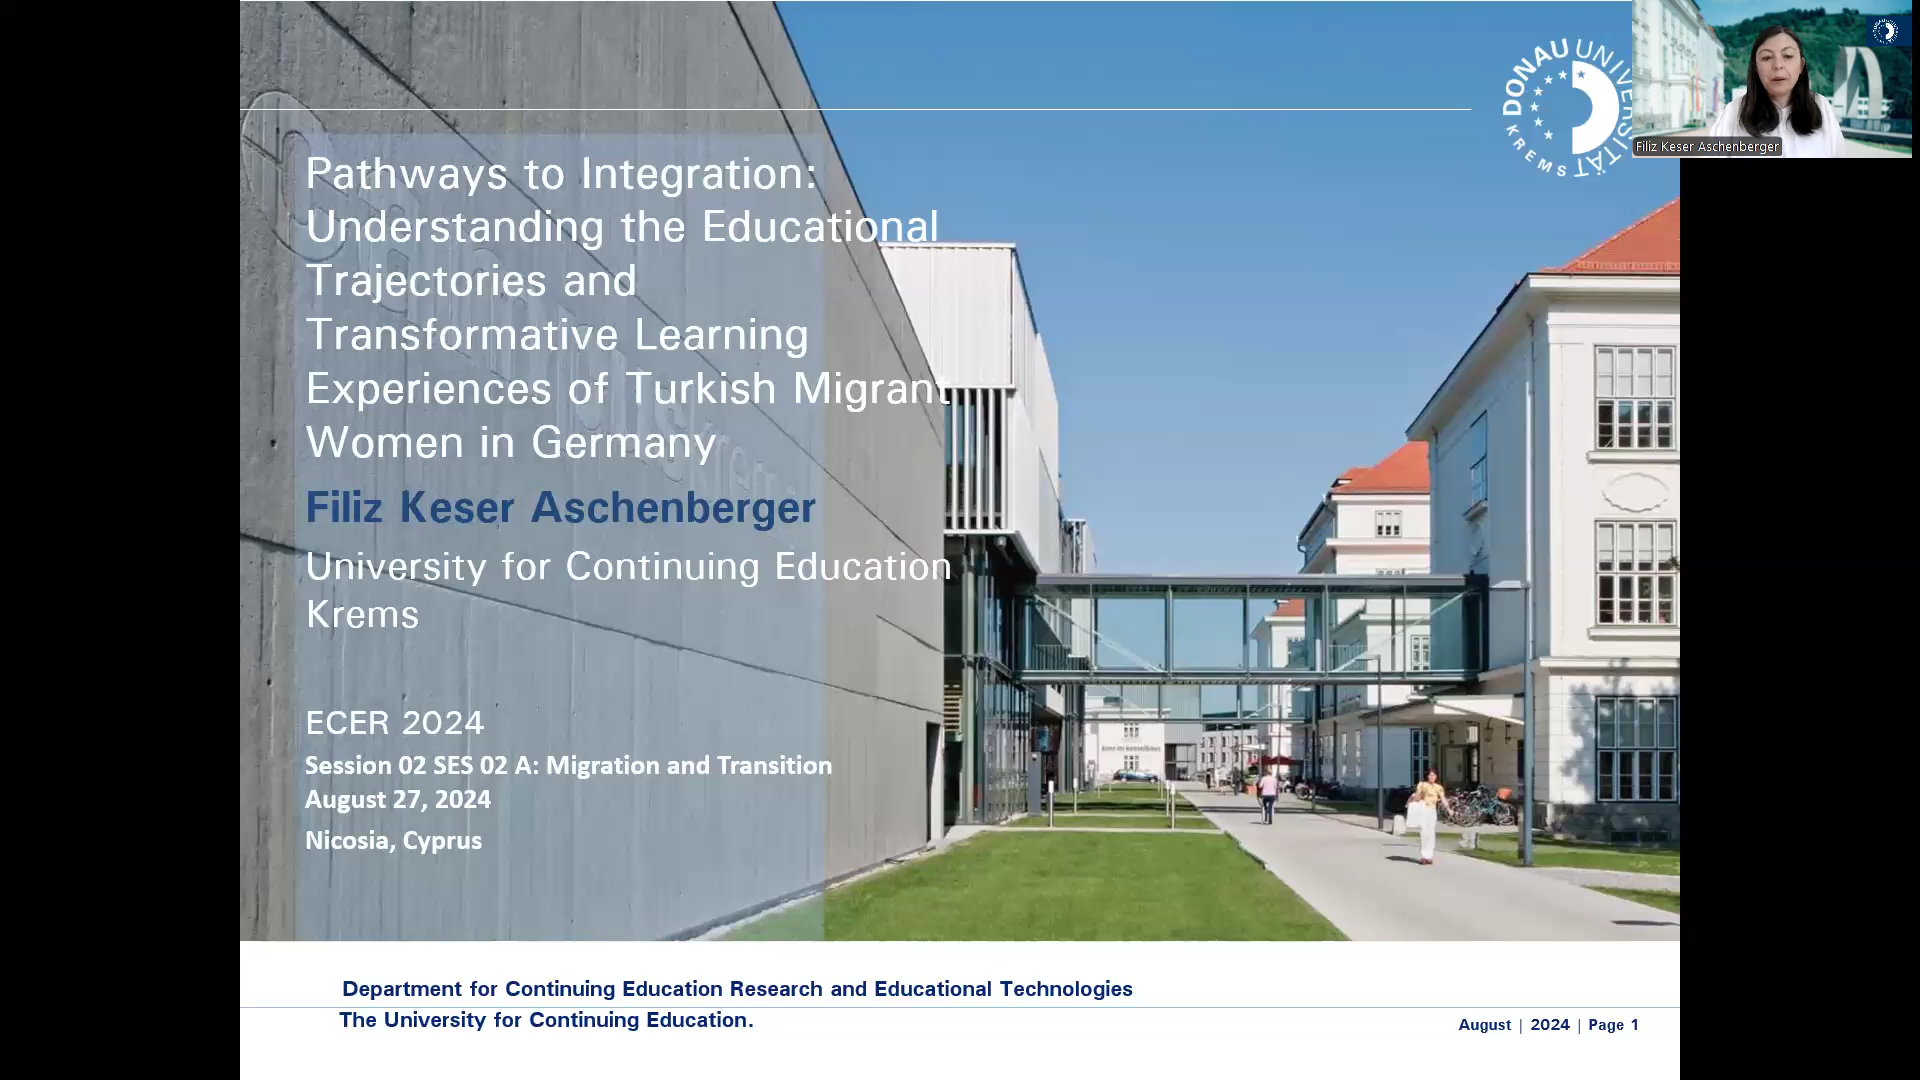 Pathways to Integration:
Understanding the Educational
Trajectories and
Transformative Learning
Experiences of Turkish Migrant
Women in Germany
Filiz Keser Aschenberger
University for Continuing Education
Krems
ECER 2024
Session 02 SES 02 A: Migration and Transition
August 27, 2024
Nicosia, Cyprus
DONAU UNIVERSITÄT
KREMS
Filiz Keser Aschenberger
Department for Continuing Education Research and Educational Technologies
The University for Continuing Education.
August | 2024 | Page 1